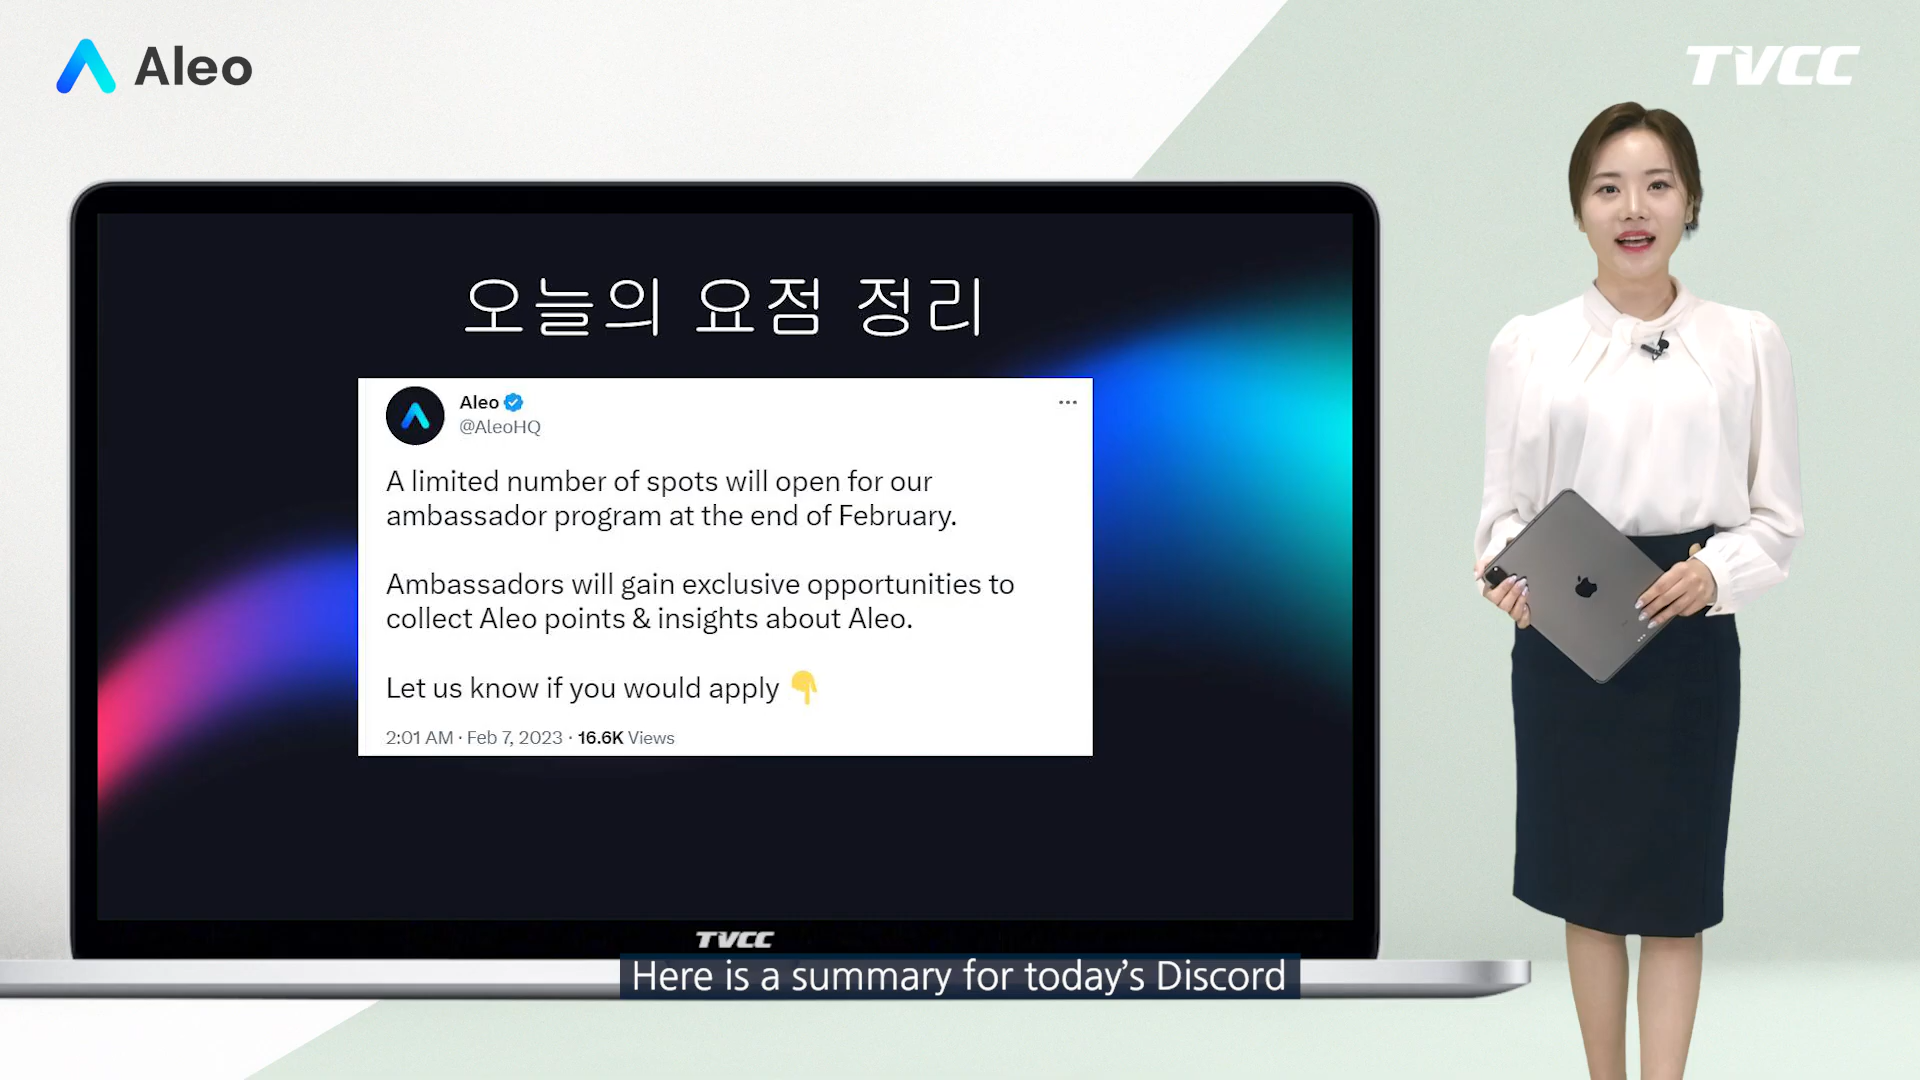 Aleo
TVCC
오늘의 요점 정리
Aleo
@AleoHQ
A limited number of spots will open for our
ambassador program at the end of February.
Ambassadors will gain exclusive opportunities to
collect Aleo points & insights about Aleo.
Let us know if you would apply 👇
2:01 AM · Feb 7, 2023 · 16.6K Views
TVCC
Here is a summary for today’s Discord